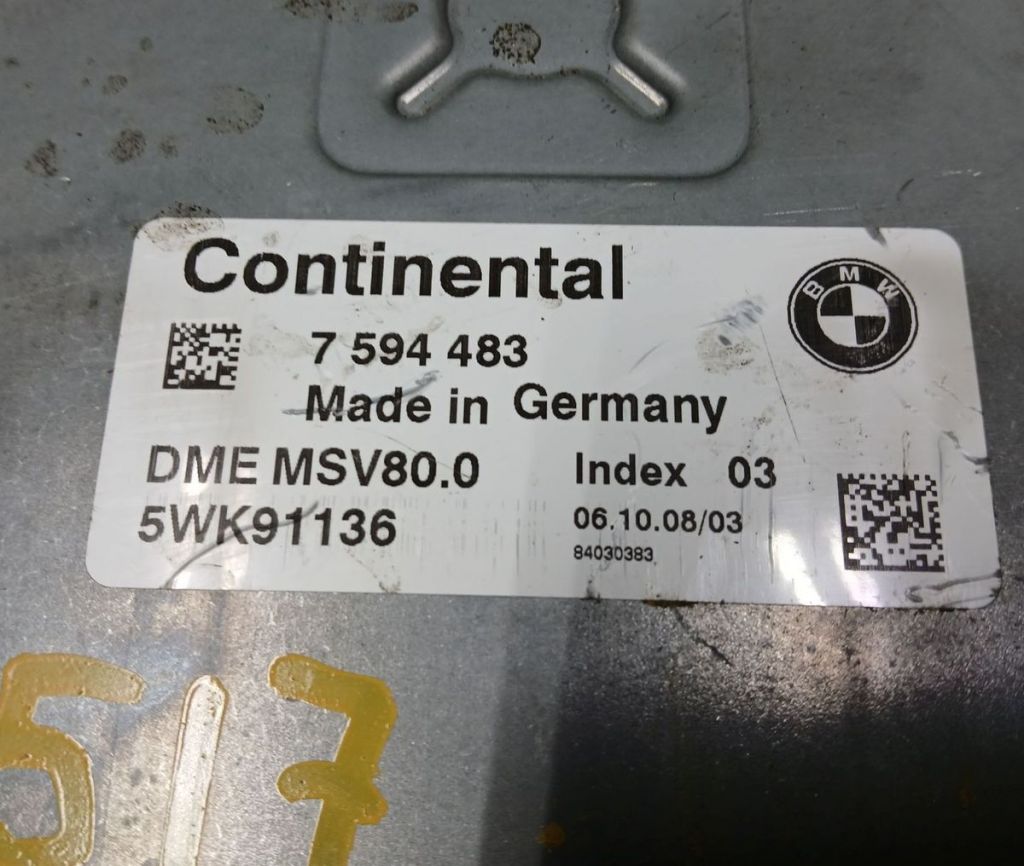 Continental
BMW
7 594 483
Made in Germany
DME MSV80.0
Index 03
5WK91136
06.10.08/03
84030383
517